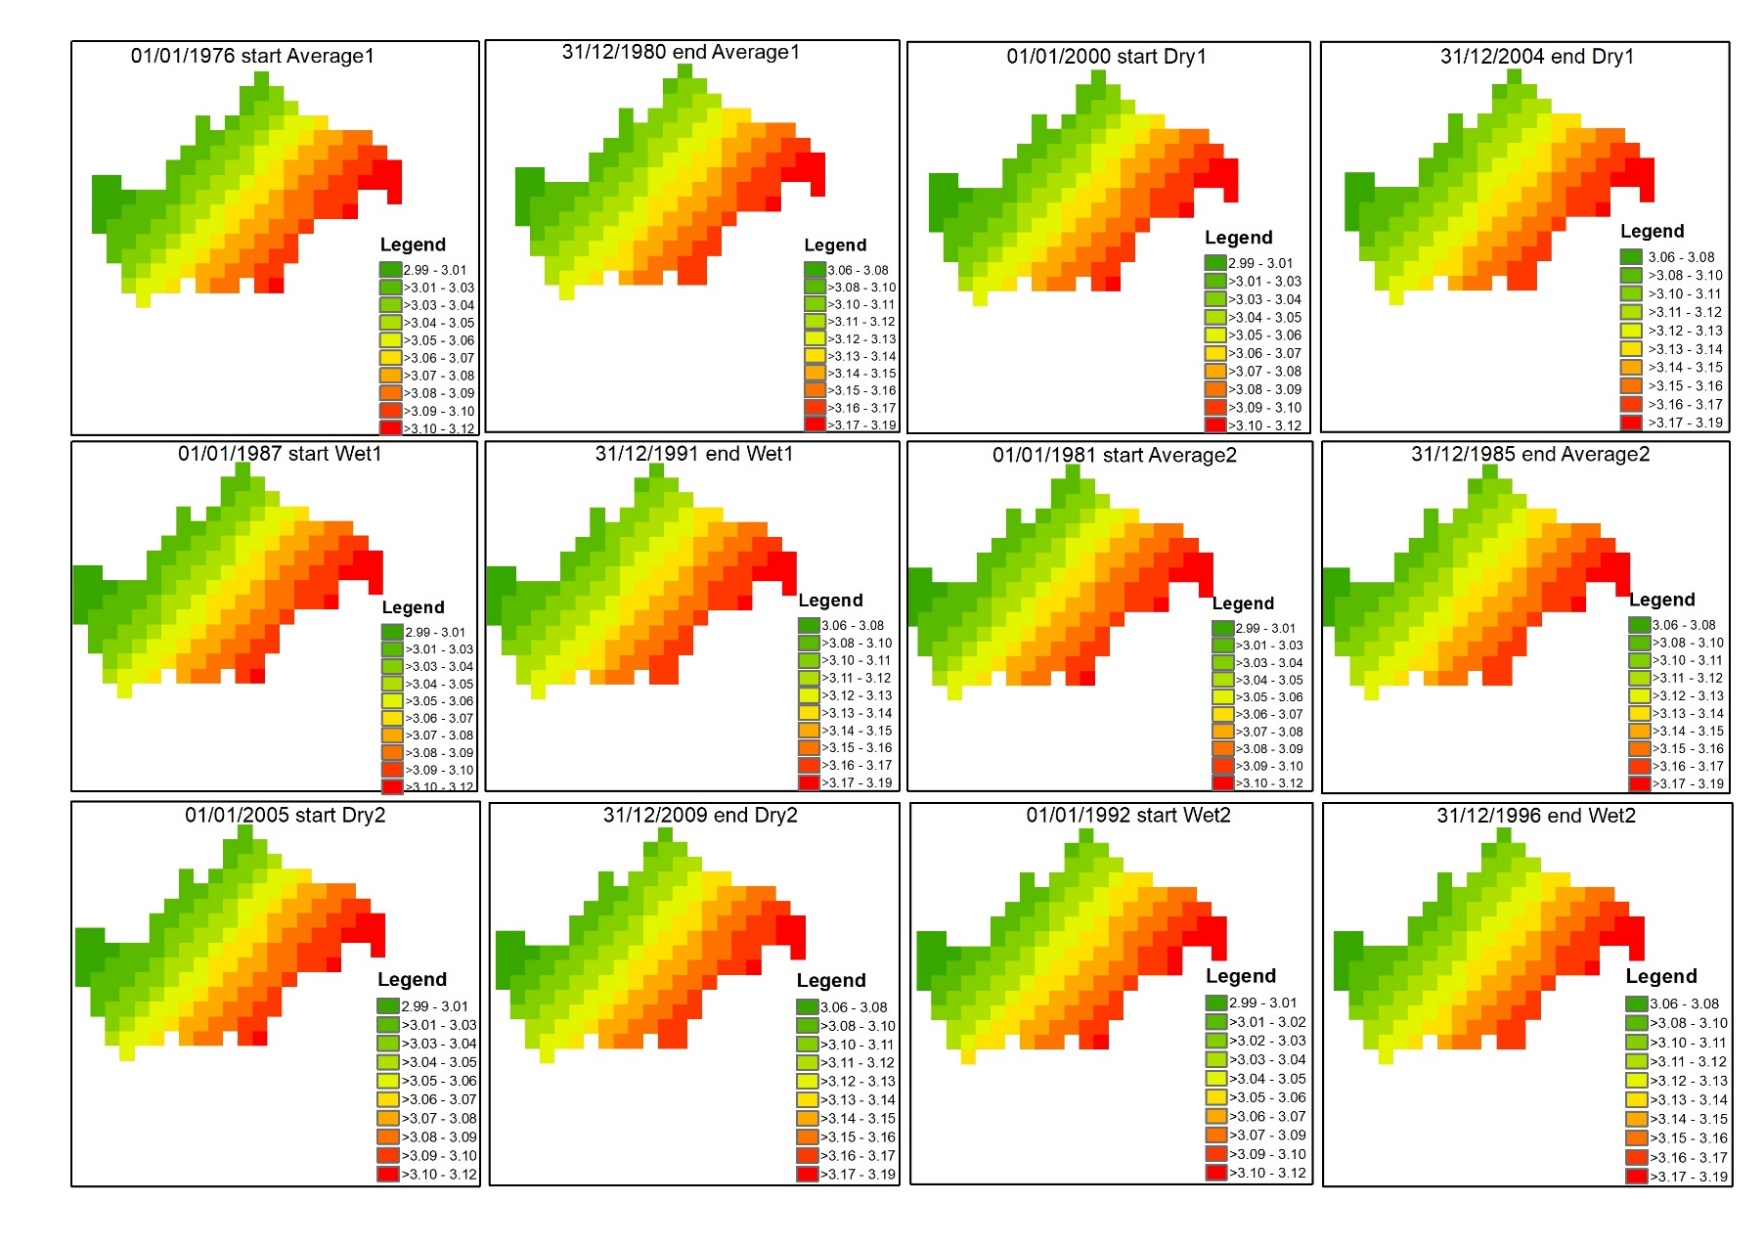 01/01/1976 start Average1
Legend
2.99 - 3.01
>3.01 - 3.03
>3.03 - 3.04
>3.04 - 3.05
>3.05 - 3.06
>3.06 - 3.07
>3.07 - 3.08
>3.08 - 3.09
>3.09 - 3.10
>3.10 - 3.12
31/12/1980 end Average1
Legend
3.06 - 3.08
>3.08 - 3.10
>3.10 - 3.11
>3.11 - 3.12
>3.12 - 3.13
>3.13 - 3.14
>3.14 - 3.15
>3.15 - 3.16
>3.16 - 3.17
>3.17 - 3.19
01/01/2000 start Dry1
Legend
2.99 - 3.01
>3.01 - 3.03
>3.03 - 3.04
>3.04 - 3.05
>3.05 - 3.06
>3.06 - 3.07
>3.07 - 3.08
>3.08 - 3.09
>3.09 - 3.10
>3.10 - 3.12
31/12/2004 end Dry1
Legend
3.06 - 3.08
>3.08 - 3.10
>3.10 - 3.11
>3.11 - 3.12
>3.12 - 3.13
>3.13 - 3.14
>3.14 - 3.15
>3.15 - 3.16
>3.16 - 3.17
>3.17 - 3.19
01/01/1987 start Wet1
Legend
2.99 - 3.01
>3.01 - 3.03
>3.03 - 3.04
>3.04 - 3.05
>3.05 - 3.06
>3.06 - 3.07
>3.07 - 3.08
>3.08 - 3.09
>3.09 - 3.10
>3.10 - 3.12
31/12/1991 end Wet1
Legend
3.06 - 3.08
>3.08 - 3.10
>3.10 - 3.11
>3.11 - 3.12
>3.12 - 3.13
>3.13 - 3.14
>3.14 - 3.15
>3.15 - 3.16
>3.16 - 3.17
>3.17 - 3.19
01/01/1981 start Average2
Legend
2.99 - 3.01
>3.01 - 3.03
>3.03 - 3.04
>3.04 - 3.05
>3.05 - 3.06
>3.06 - 3.07
>3.07 - 3.08
>3.08 - 3.09
>3.09 - 3.10
>3.10 - 3.12
31/12/1985 end Average2
Legend
3.06 - 3.08
>3.08 - 3.10
>3.10 - 3.11
>3.11 - 3.12
>3.12 - 3.13
>3.13 - 3.14
>3.14 - 3.15
>3.15 - 3.16
>3.16 - 3.17
>3.17 - 3.19
01/01/2005 start Dry2
Legend
2.99 - 3.01
>3.01 - 3.03
>3.03 - 3.04
>3.04 - 3.05
>3.05 - 3.06
>3.06 - 3.07
>3.07 - 3.08
>3.08 - 3.09
>3.09 - 3.10
>3.10 - 3.12
31/12/2009 end Dry2
Legend
3.06 - 3.08
>3.08 - 3.10
>3.10 - 3.11
>3.11 - 3.12
>3.12 - 3.13
>3.13 - 3.14
>3.14 - 3.15
>3.15 - 3.16
>3.16 - 3.17
>3.17 - 3.19
01/01/1992 start Wet2
Legend
2.99 - 3.01
>3.01 - 3.02
>3.02 - 3.03
>3.03 - 3.04
>3.04 - 3.05
>3.05 - 3.06
>3.06 - 3.07
>3.07 - 3.09
>3.09 - 3.10
>3.10 - 3.12
31/12/1996 end Wet2
Legend
3.06 - 3.08
>3.08 - 3.10
>3.10 - 3.11
>3.11 - 3.12
>3.12 - 3.13
>3.13 - 3.14
>3.14 - 3.15
>3.15 - 3.16
>3.16 - 3.17
>3.17 - 3.19